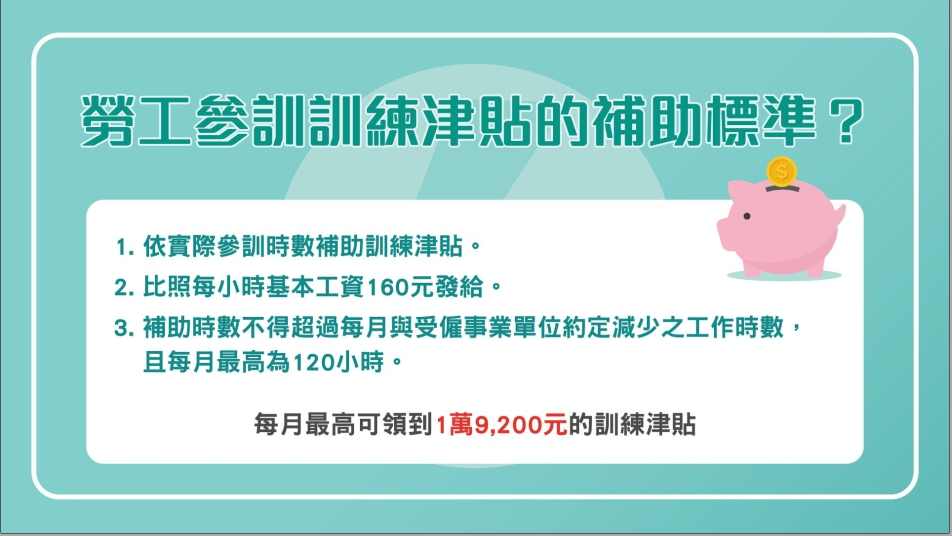 勞工參訓訓練津貼的補助標準？
$
1. 依實際參訓時數補助訓練津貼。
2. 比照每小時基本工資160元發給。
3. 補助時數不得超過每月與受僱事業單位約定減少之工作時數，
且每月最高為120小時。
每月最高可領到1萬9,200元的訓練津貼